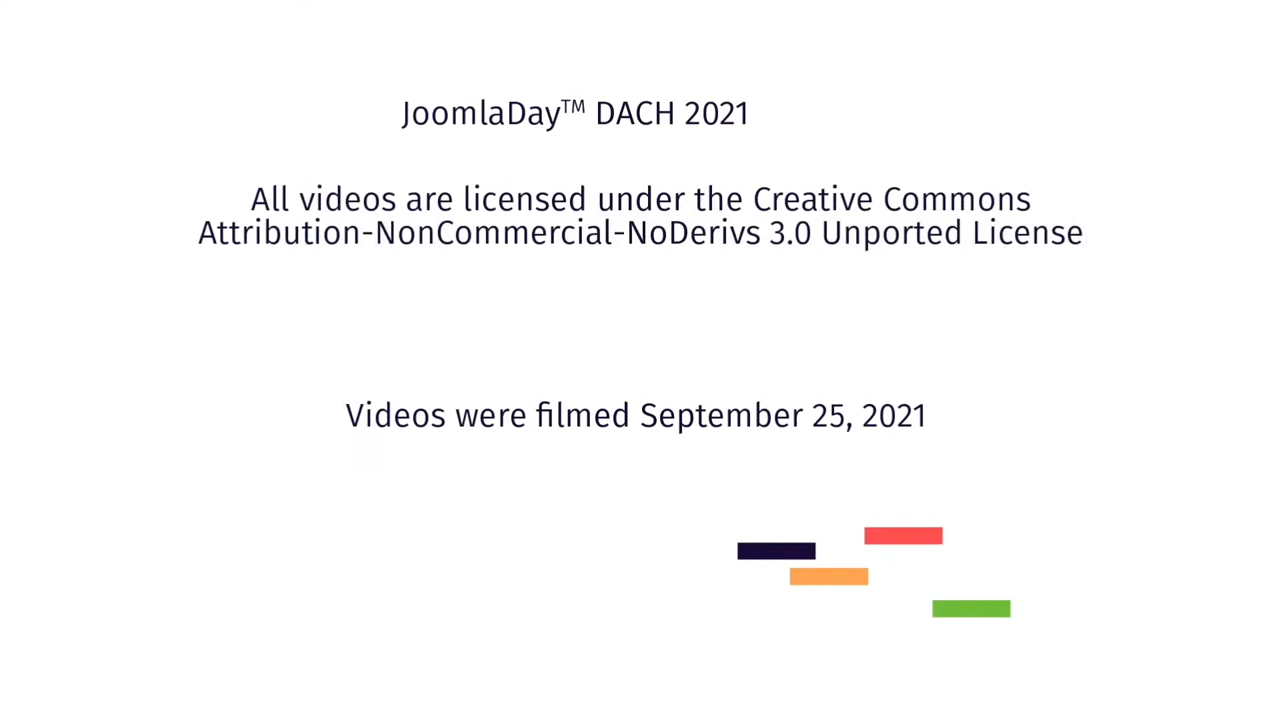 JoomlaDay™ DACH 2021
All videos are licensed under the Creative Commons
Attribution-NonCommercial-NoDerivs 3.0 Unported License
Videos were filmed September 25, 2021